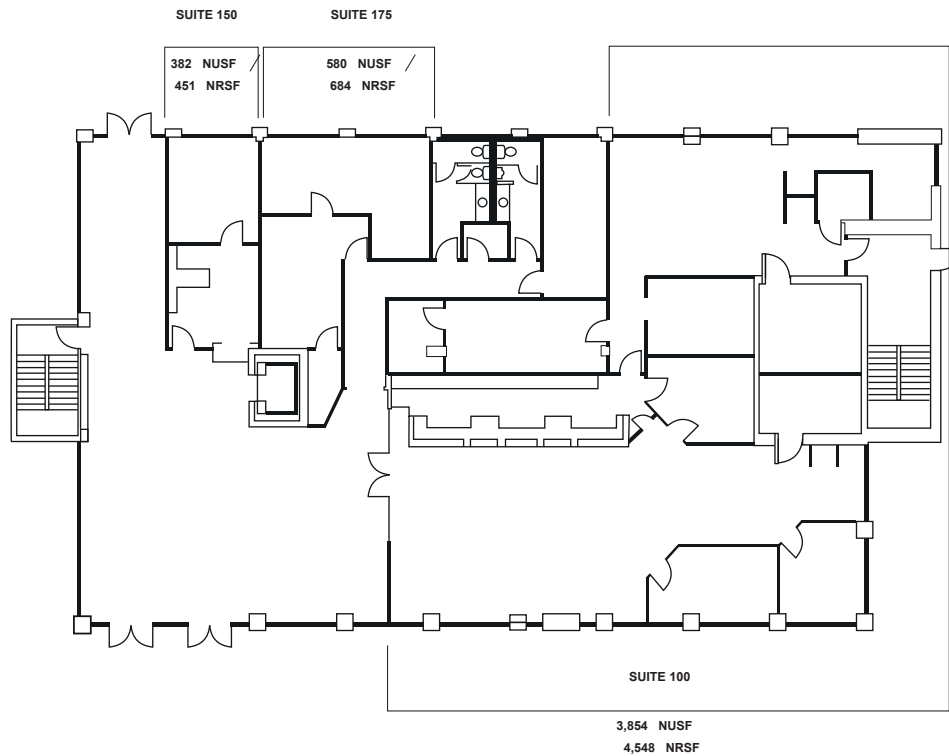 SUITE 150
SUITE 175
382 NUSF /
451 NRSF
580 NUSF /
684 NRSF
SUITE 100
3,854 NUSF
4,548 NRSF